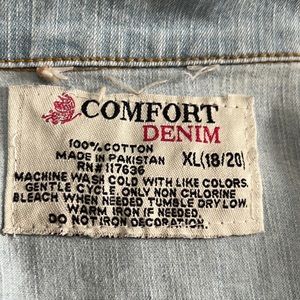 COMFORT
DENIM
100% COTTON
MADE IN PAKISTAN
RN# 117636
XL(18/20)
MACHINE WASH COLD WITH LIKE COLORS.
GENTLE CYCLE ONLY NON CHLORINE
BLEACH WHEN NEEDED TUMBLE DRY LOW.
WARM IRON IF NEEDED.
DO NOT IRON DECORATION.